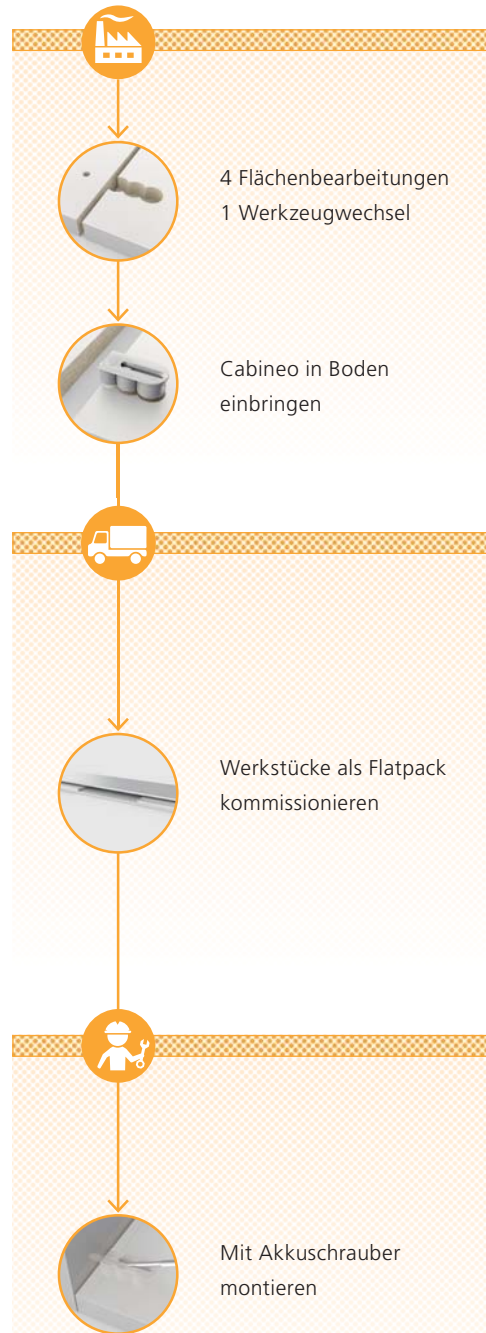 4 Flächenbearbeitungen
1 Werkzeugwechsel
Cabineo in Boden
einbringen
Werkstücke als Flatpack
kommissionieren
Mit Akkuschrauber
montieren